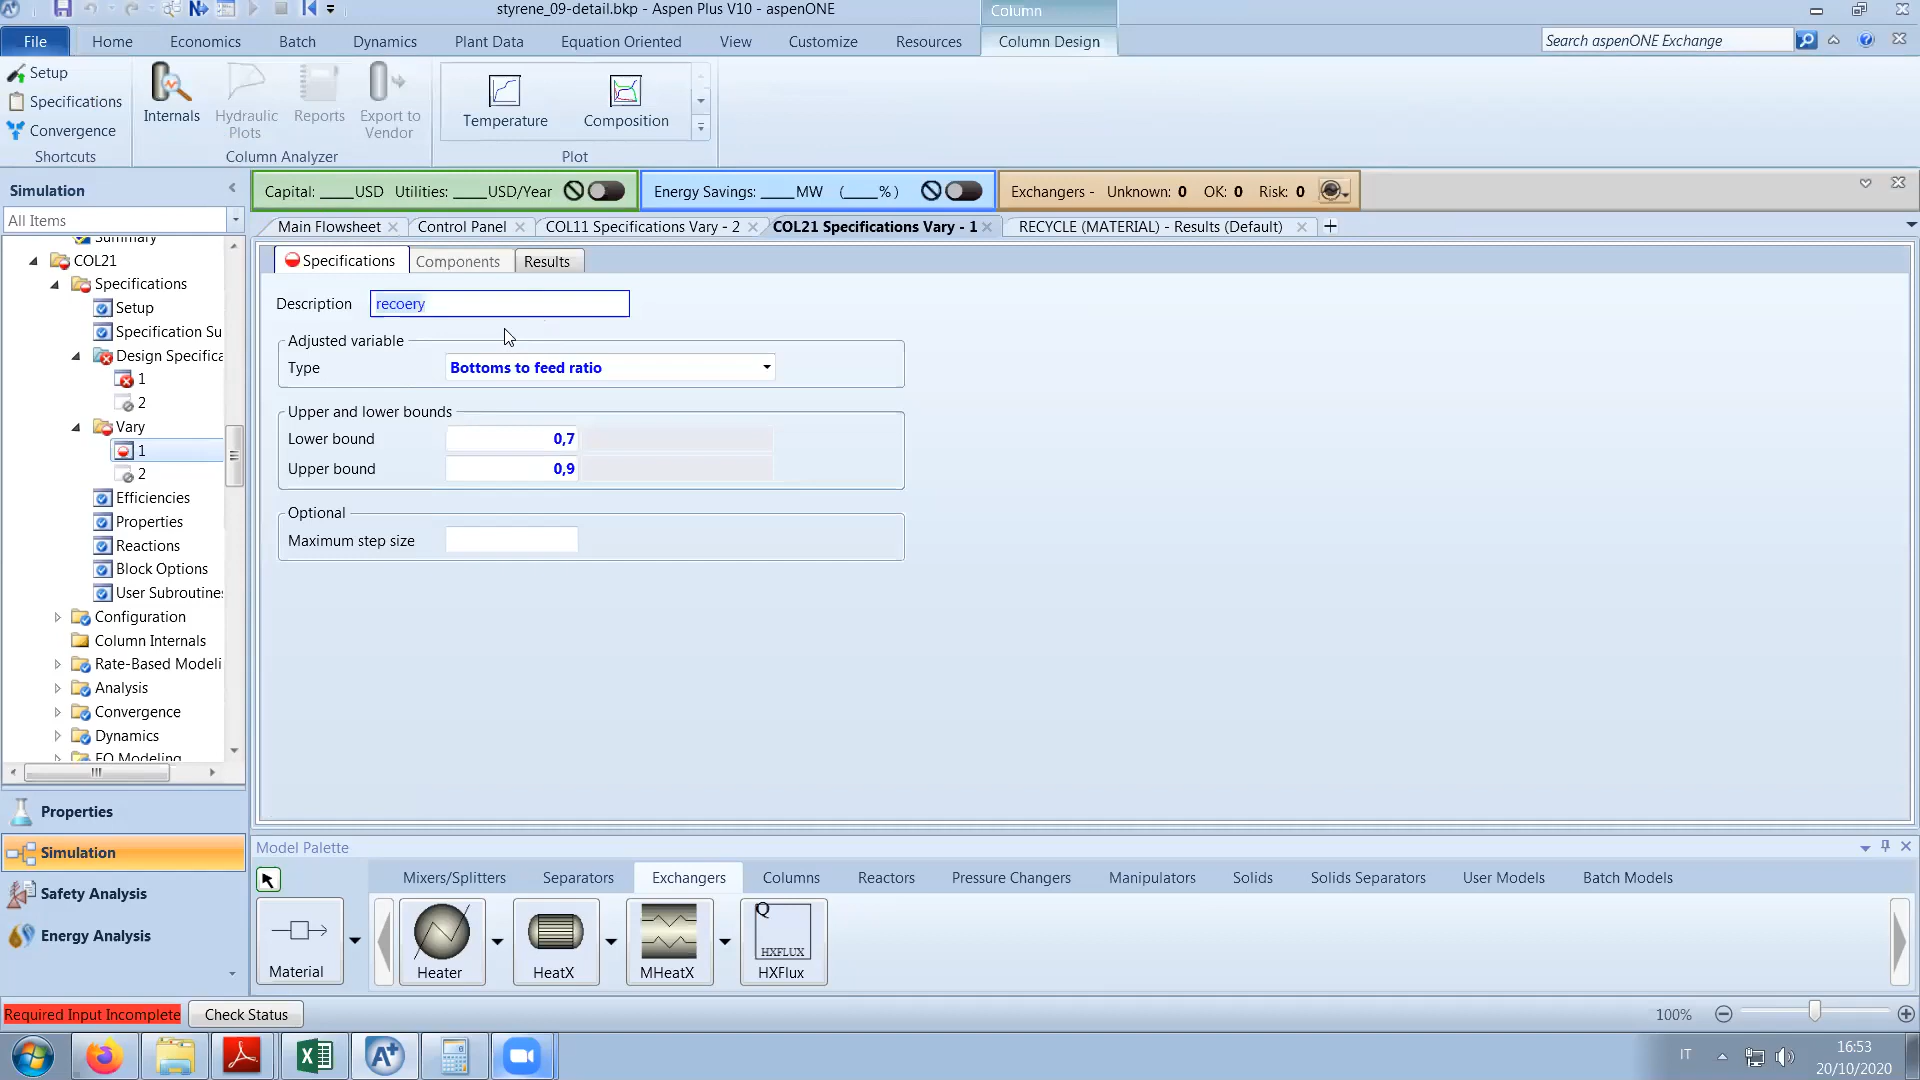 styrene_09-detail.bkp - Aspen Plus V10 - aspenONE
Column
File
Home
Economics
Batch
Dynamics
Plant Data
Equation Oriented
View
Customize
Resources
Column Design
Search aspenONE Exchange
Setup
Specifications
Convergence
Shortcuts
Internals
Hydraulic
Plots
Reports
Export to
Vendor
Column Analyzer
Temperature
Composition
Plot
Simulation
All Items
Capital: ____USD Utilities: ____USD/Year
Energy Savings: ____MW (____%)
Exchangers - Unknown: 0 OK: 0 Risk: 0
Main Flowsheet
Control Panel
COL11 Specifications Vary - 2
COL21 Specifications Vary - 1
RECYCLE (MATERIAL) - Results (Default)
Summary
COL21
Specifications
Setup
Specification Su
Design Specifica
1
2
Vary
1
2
Efficiencies
Properties
Reactions
Block Options
User Subroutines
Configuration
Column Internals
Rate-Based Modeli
Analysis
Convergence
Dynamics
EO Modeling
Specifications
Components
Results
Description
recoery
Adjusted variable
Type
Bottoms to feed ratio
Upper and lower bounds
Lower bound
0,7
Upper bound
0,9
Optional
Maximum step size
Properties
Simulation
Safety Analysis
Energy Analysis
Model Palette
Mixers/Splitters
Separators
Exchangers
Columns
Reactors
Pressure Changers
Manipulators
Solids
Solids Separators
User Models
Batch Models
Material
Heater
HeatX
MHeatX
Q
HXFLUX
HXFlux
Required Input Incomplete
Check Status
100%
IT
16:53
20/10/2020